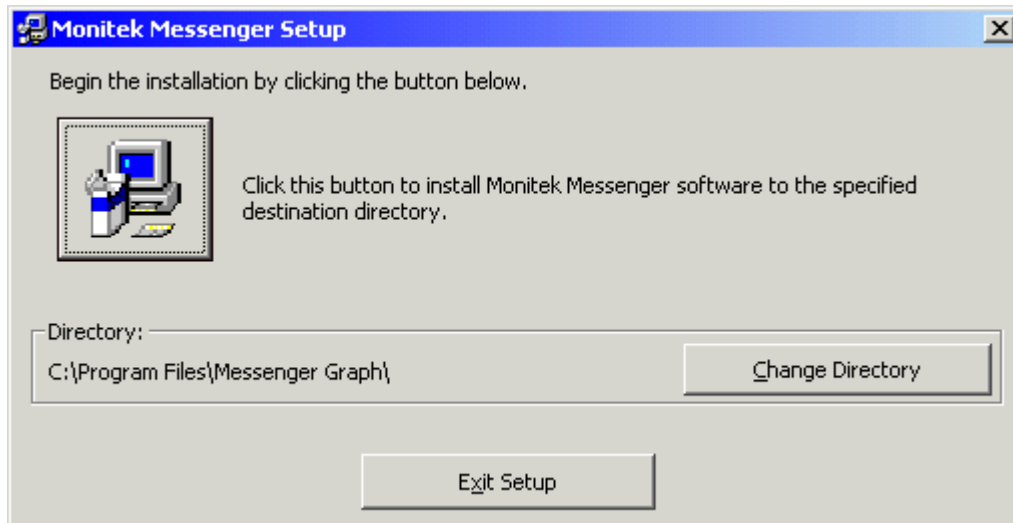 Monitek Messenger Setup
Begin the installation by clicking the button below.
Click this button to install Monitek Messenger software to the specified
destination directory.
Directory:
C:\Program Files\Messenger Graph\
Change Directory
Exit Setup